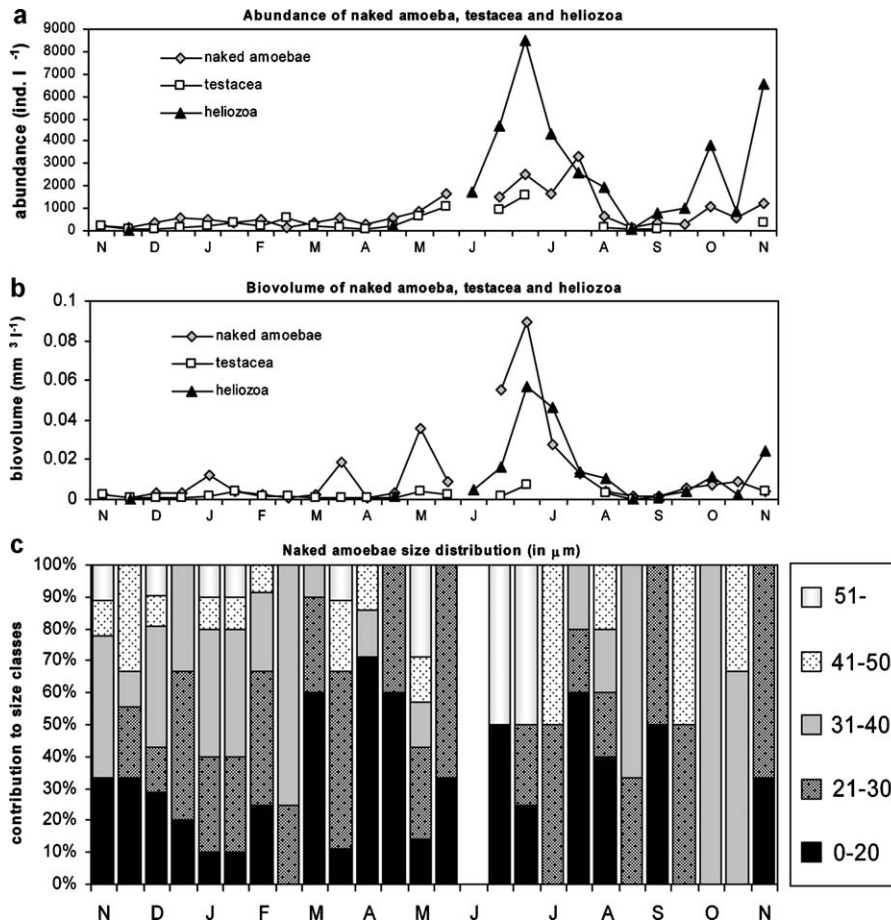 a
Abundance of naked amoeba, testacea and heliozoa
abundance (ind. l -1)
9000
8000
7000
6000
5000
4000
3000
2000
1000
0
naked amoebae
testacea
heliozoa
N D J F M A M J J A S O N
b
Biovolume of naked amoeba, testacea and heliozoa
biovolume (mm 3 l-1)
0.1
0.08
0.06
0.04
0.02
0
naked amoebae
testacea
heliozoa
N D J F M A M J J A S O N
c
Naked amoebae size distribution (in μm)
contribution to size classes
100%
90%
80%
70%
60%
50%
40%
30%
20%
10%
0%
N D J F M A M J J A S O N
51-
41-50
31-40
21-30
0-20